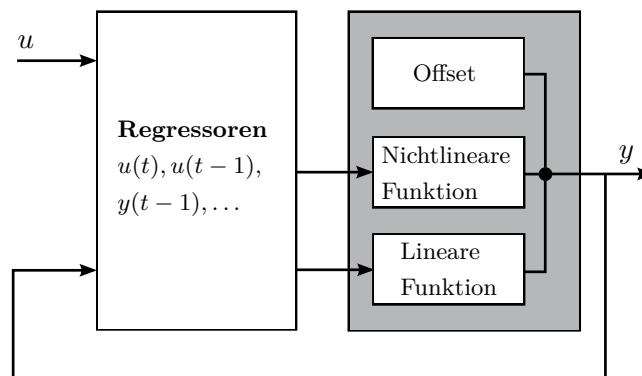 u
Regressoren
u(t), u(t − 1),
y(t − 1), . . .
Offset
Nichtlineare
Funktion
Lineare
Funktion
y